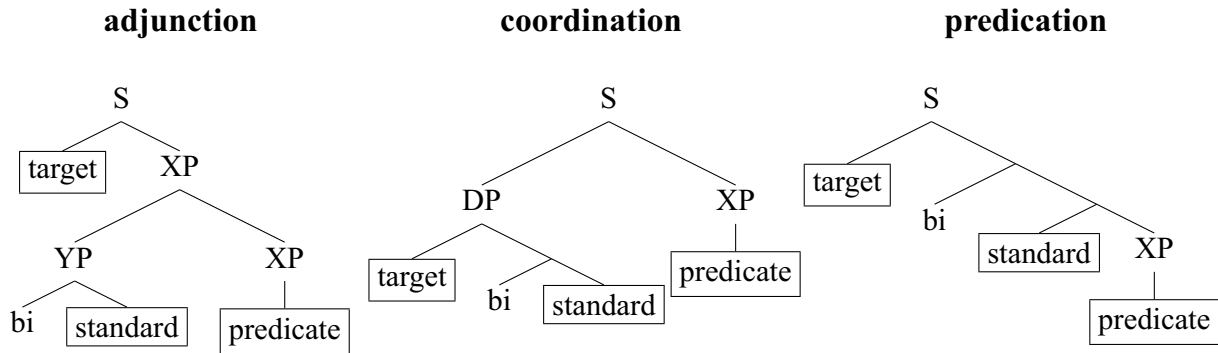 adjunction coordination predication
S S S
target XP target
DP XP bi
YP XP standard XP
target bi standard predicate
bi standard predicate predicate